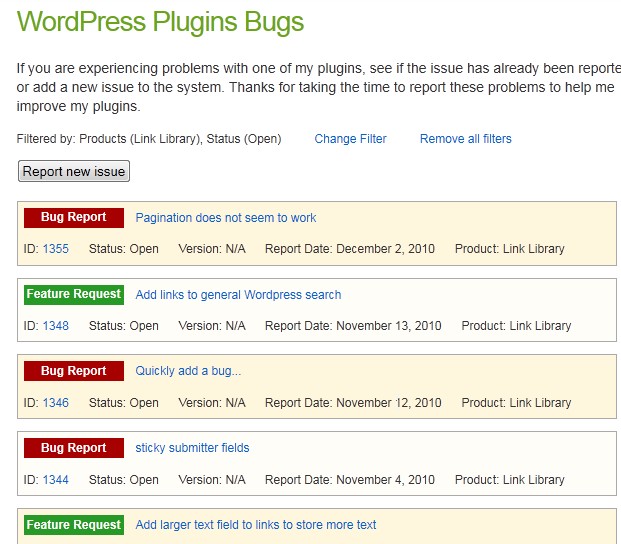 WordPress Plugins Bugs
If you are experiencing problems with one of my plugins, see if the issue has already been reporte
or add a new issue to the system. Thanks for taking the time to report these problems to help me
improve my plugins.
Filtered by: Products (Link Library), Status (Open) Change Filter Remove all filters
Report new issue
Bug Report Pagination does not seem to work
ID: 1355 Status: Open Version: N/A Report Date: December 2, 2010 Product: Link Library
Feature Request Add links to general Wordpress search
ID: 1348 Status: Open Version: N/A Report Date: November 13, 2010 Product: Link Library
Bug Report Quickly add a bug...
ID: 1346 Status: Open Version: N/A Report Date: November 12, 2010 Product: Link Library
Bug Report sticky submitter fields
ID: 1344 Status: Open Version: N/A Report Date: November 4, 2010 Product: Link Library
Feature Request Add larger text field to links to store more text